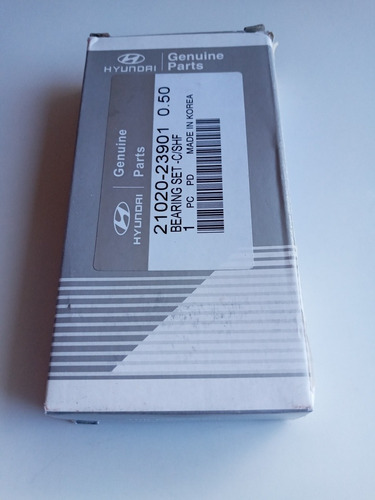 HYUNDAI
Genuine
Parts
HYUNDAI
Genuine
Parts
21020-23901 0.50
BEARING SET -C/SHF
1 PC PD MADE IN KOREA